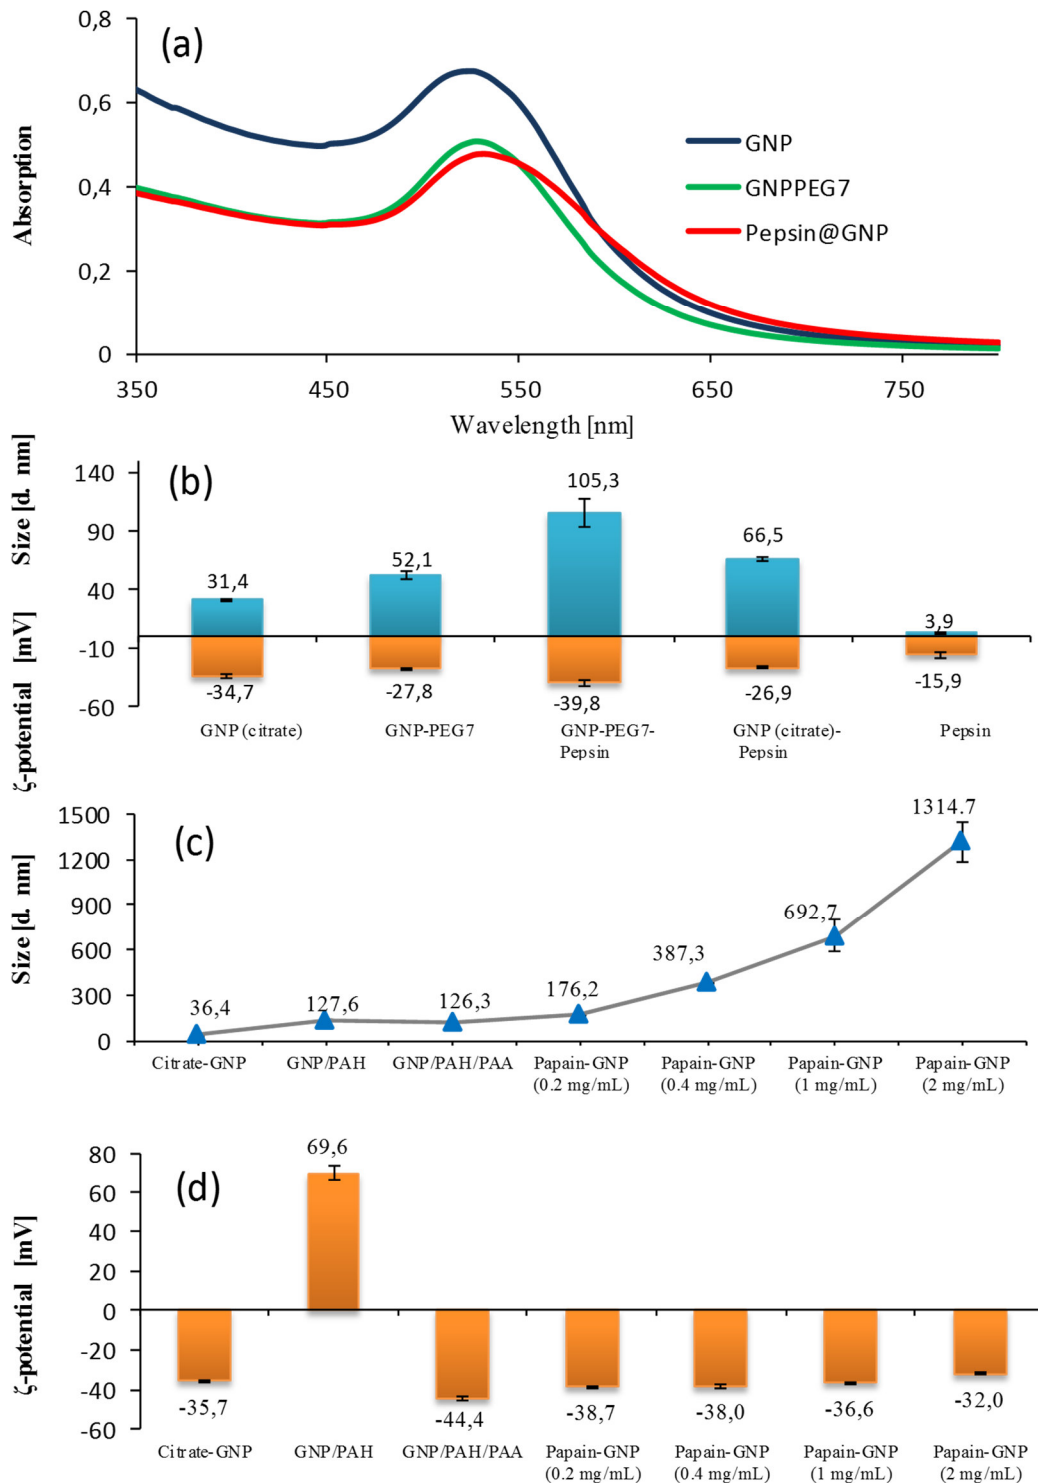 (a)
0,8
0,6
0,4
0,2
0
Absorption
GNP
GNPPEG7
Pepsin@GNP
350 450 550 650 750
Wavelength [nm]
(b)
Size [d. nm]
ζ-potential [mV]
140
90
40
-10
-60
31,4 52,1 105,3 66,5 3,9
-34,7 -27,8 -39,8 -26,9 -15,9
GNP (citrate) GNP-PEG7 GNP-PEG7- GNP (citrate)- Pepsin
Pepsin Pepsin
(c)
Size [d. nm]
1500
1200
900
600
300
0
36,4 127,6 126,3 176,2 387,3 692,7 1314.7
Citrate-GNP GNP/PAH GNP/PAH/PAA Papain-GNP Papain-GNP Papain-GNP Papain-GNP
(0.2 mg/mL) (0.4 mg/mL) (1 mg/mL) (2 mg/mL)
(d)
ζ-potential [mV]
80
60
40
20
0
-20
-40
-60
69,6
-35,7 -44,4 -38,7 -38,0 -36,6 -32,0
Citrate-GNP GNP/PAH GNP/PAH/PAA Papain-GNP Papain-GNP Papain-GNP Papain-GNP
(0.2 mg/mL) (0.4 mg/mL) (1 mg/mL) (2 mg/mL)